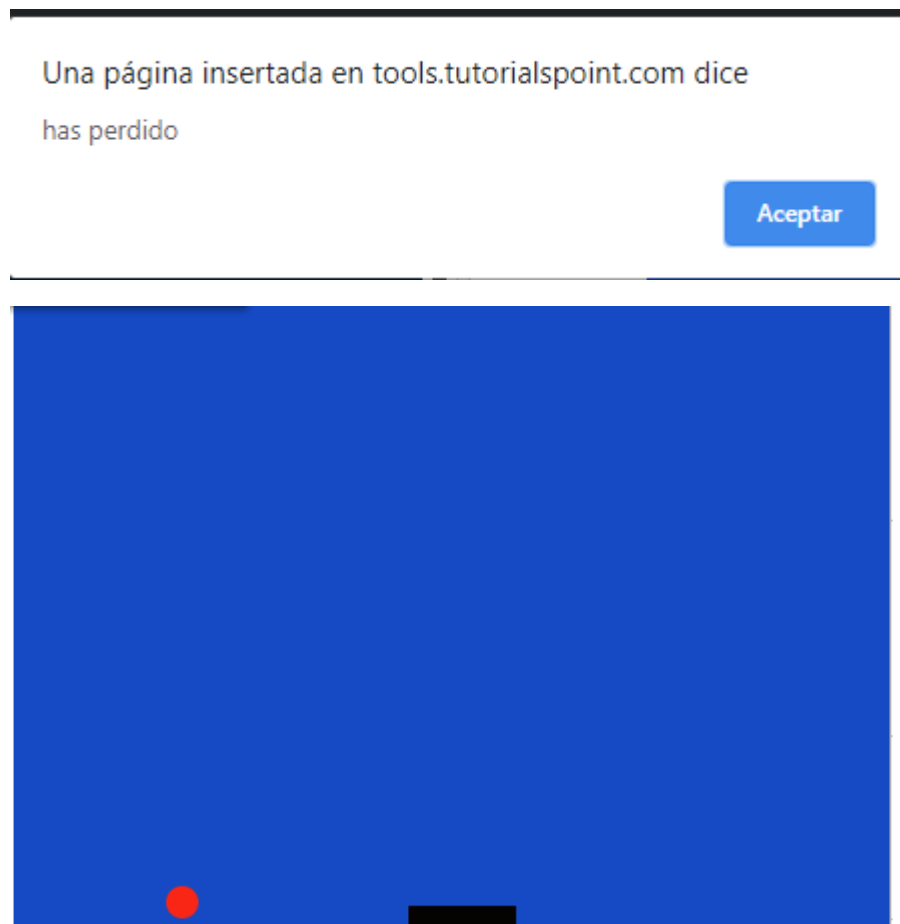 Una página insertada en tools.tutorialspoint.com dice
has perdido
Aceptar